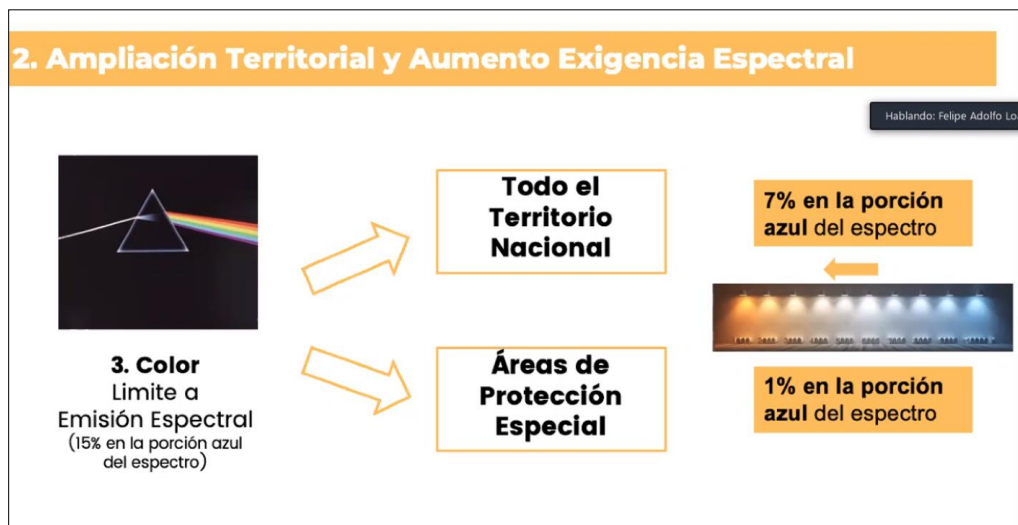 2. Ampliación Territorial y Aumento Exigencia Espectral
Hablando: Felipe Adolfo Lo
Todo el
Territorio
Nacional
7% en la porción
azul del espectro
3. Color
Limite a
Emisión Espectral
(15% en la porción azul
del espectro)
Áreas de
Protección
Especial
1% en la porción
azul del espectro